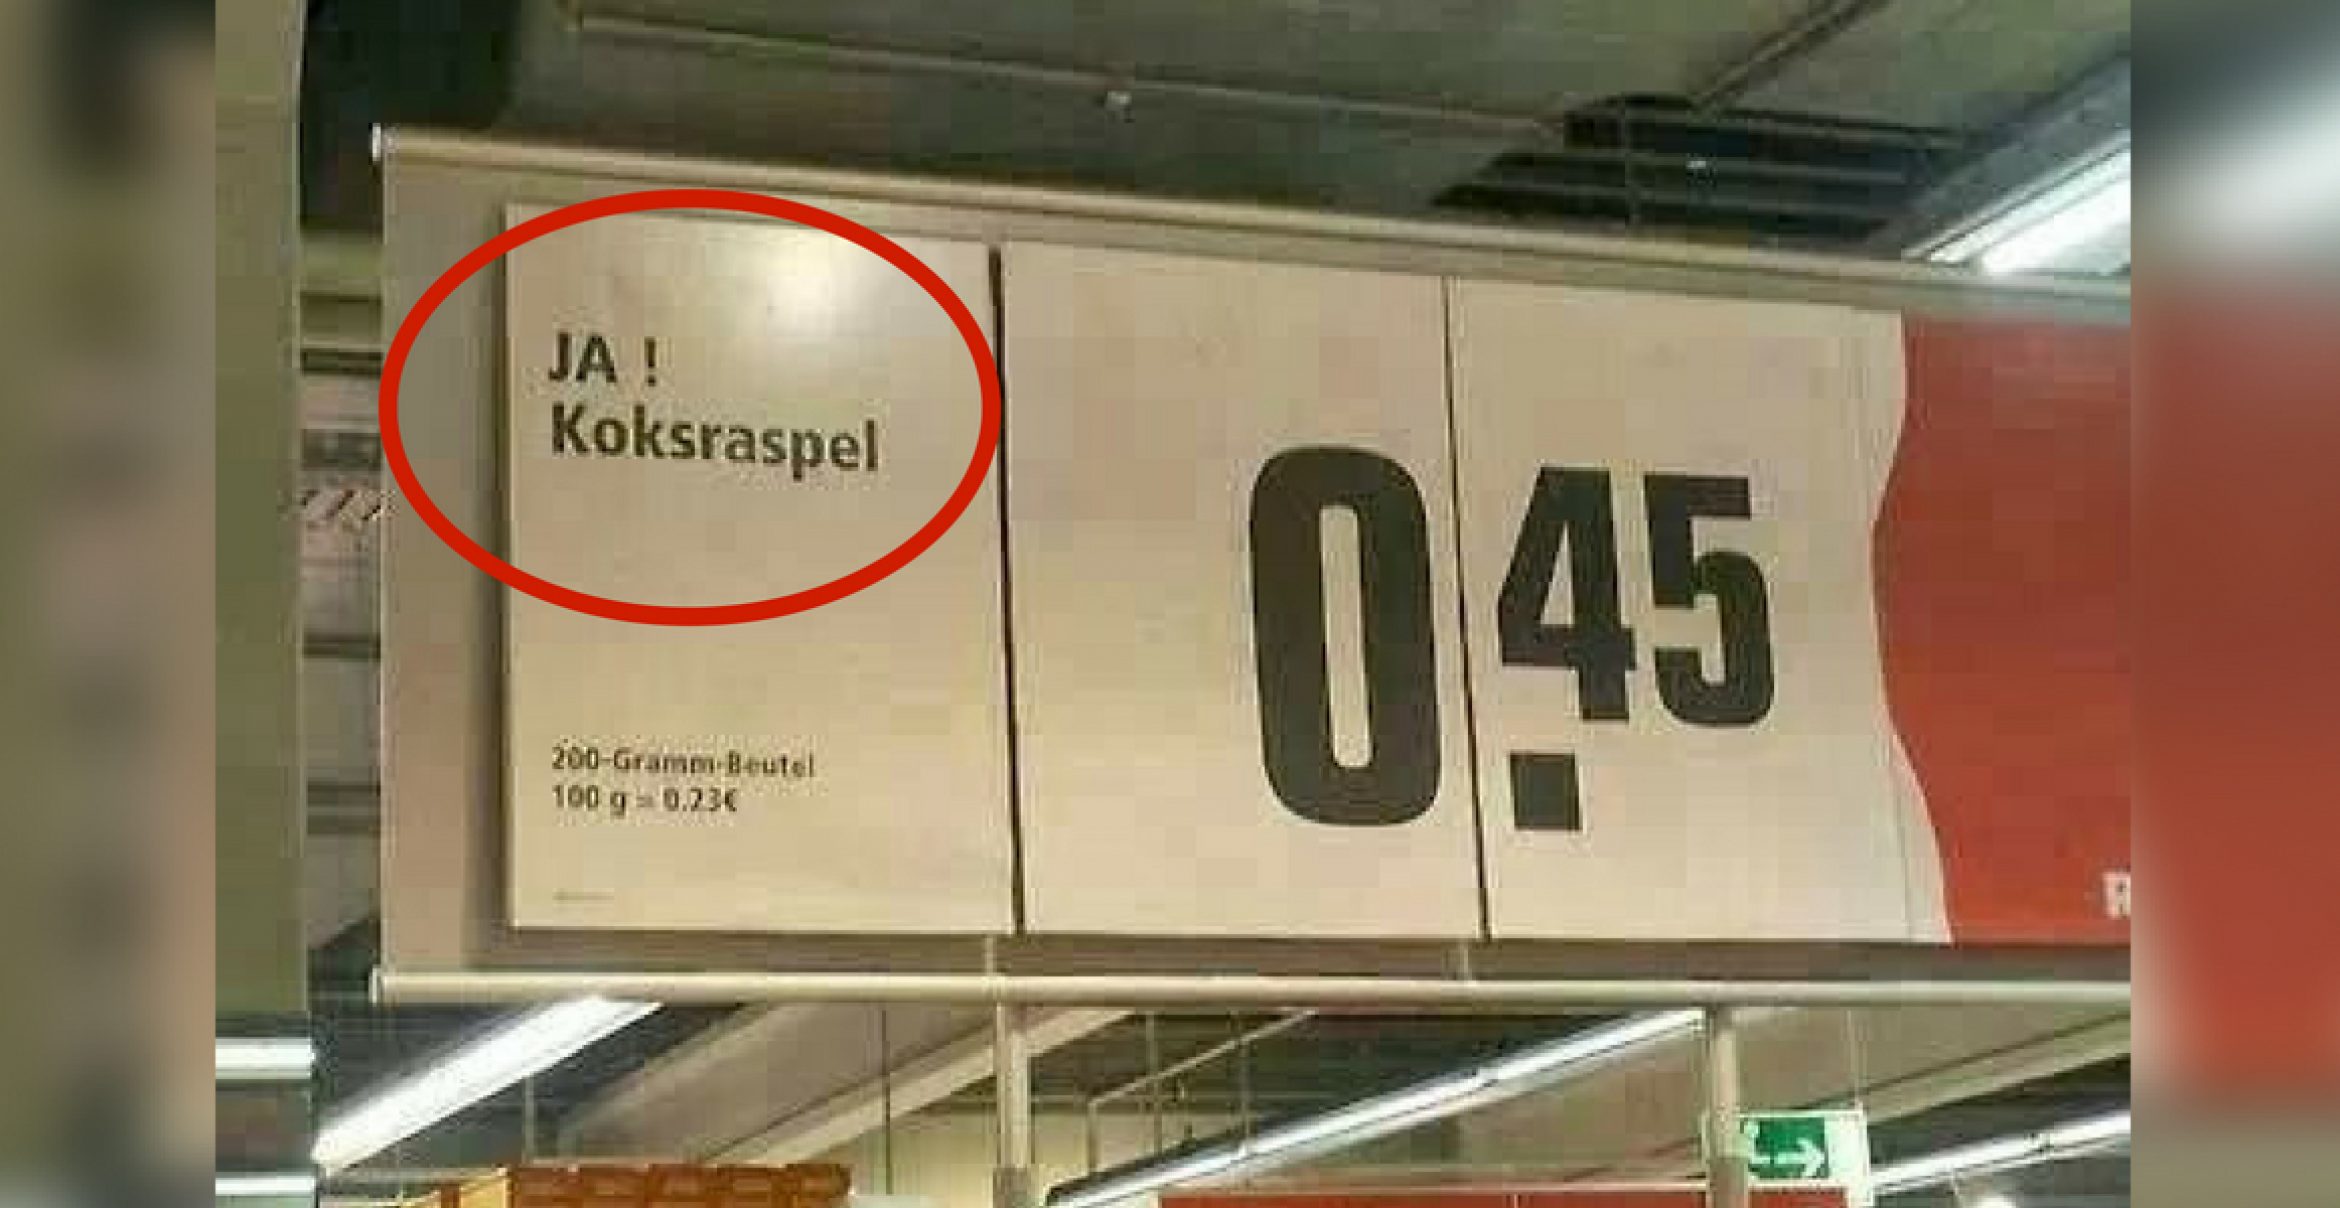 JA !
Koksraspel
200-Gramm-Beutel
100 g = 0.23€
0.45